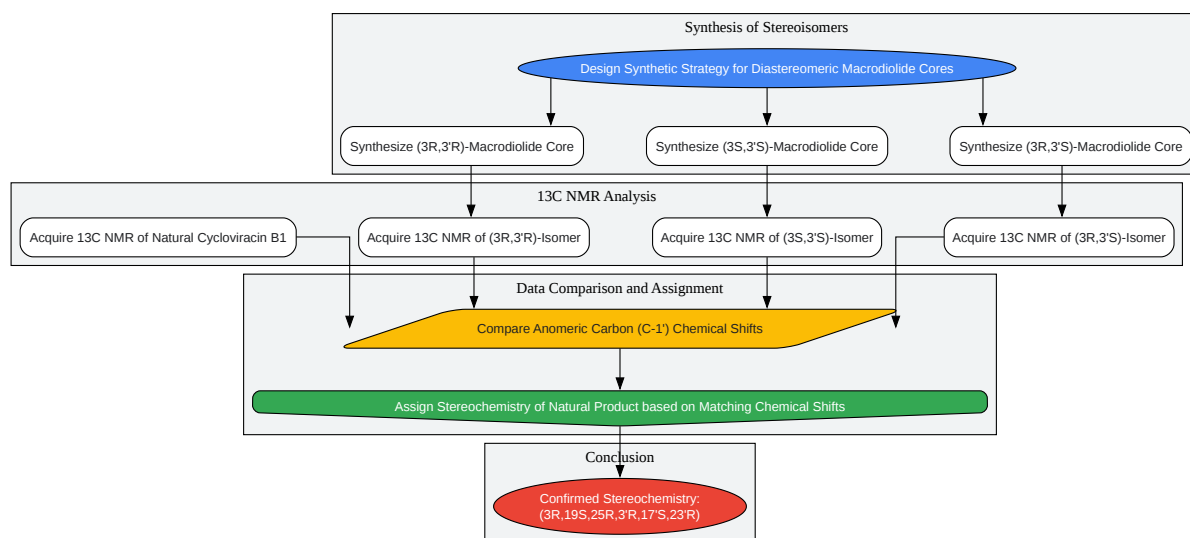 Synthesis of Stereoisomers
Design Synthetic Strategy for Diastereomeric Macrodiolide Cores
Synthesize (3R,3'R)-Macrodiolide Core
Synthesize (3S,3'S)-Macrodiolide Core
Synthesize (3R,3'S)-Macrodiolide Core
13C NMR Analysis
Acquire 13C NMR of Natural Cycloviracin B1
Acquire 13C NMR of (3R,3'R)-Isomer
Acquire 13C NMR of (3S,3'S)-Isomer
Acquire 13C NMR of (3R,3'S)-Isomer
Data Comparison and Assignment
Compare Anomeric Carbon (C-1') Chemical Shifts
Assign Stereochemistry of Natural Product based on Matching Chemical Shifts
Conclusion
Confirmed Stereochemistry:
(3R,19S,25R,3'R,17'S,23'R)